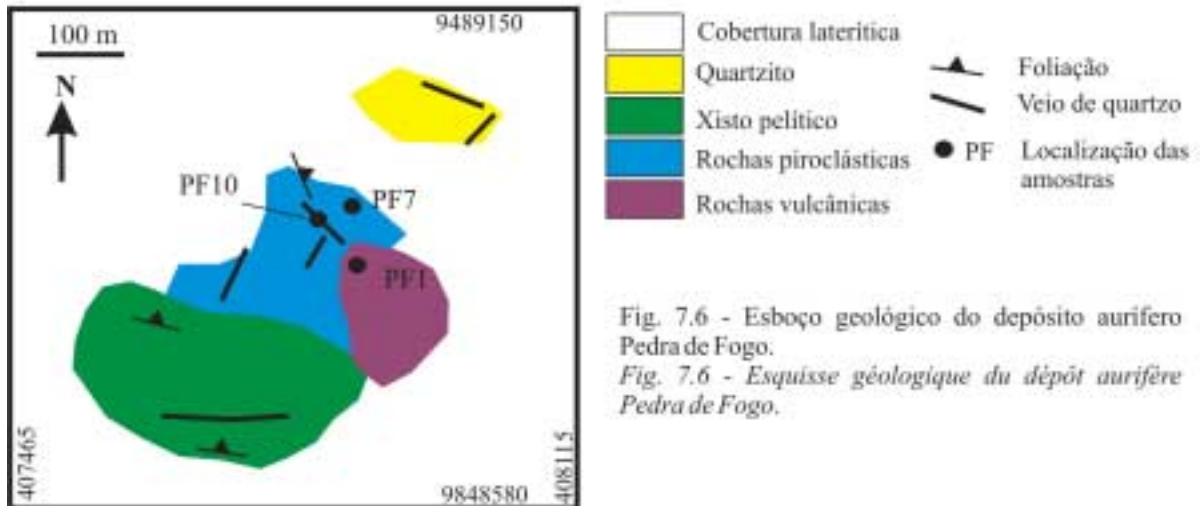 100 m
N
9489150
PF10
PF7
PF1
407465
408115
9848580
Cobertura laterítica
Quartzito
Xisto pelítico
Rochas piroclásticas
Rochas vulcânicas
Foliação
Veio de quartzo
PF
Localização das
amostras
Fig. 7.6 - Esboço geológico do depósito aurífero
Pedra de Fogo.
Fig. 7.6 - Esquisse géologique du dépôt aurifère
Pedra de Fogo.